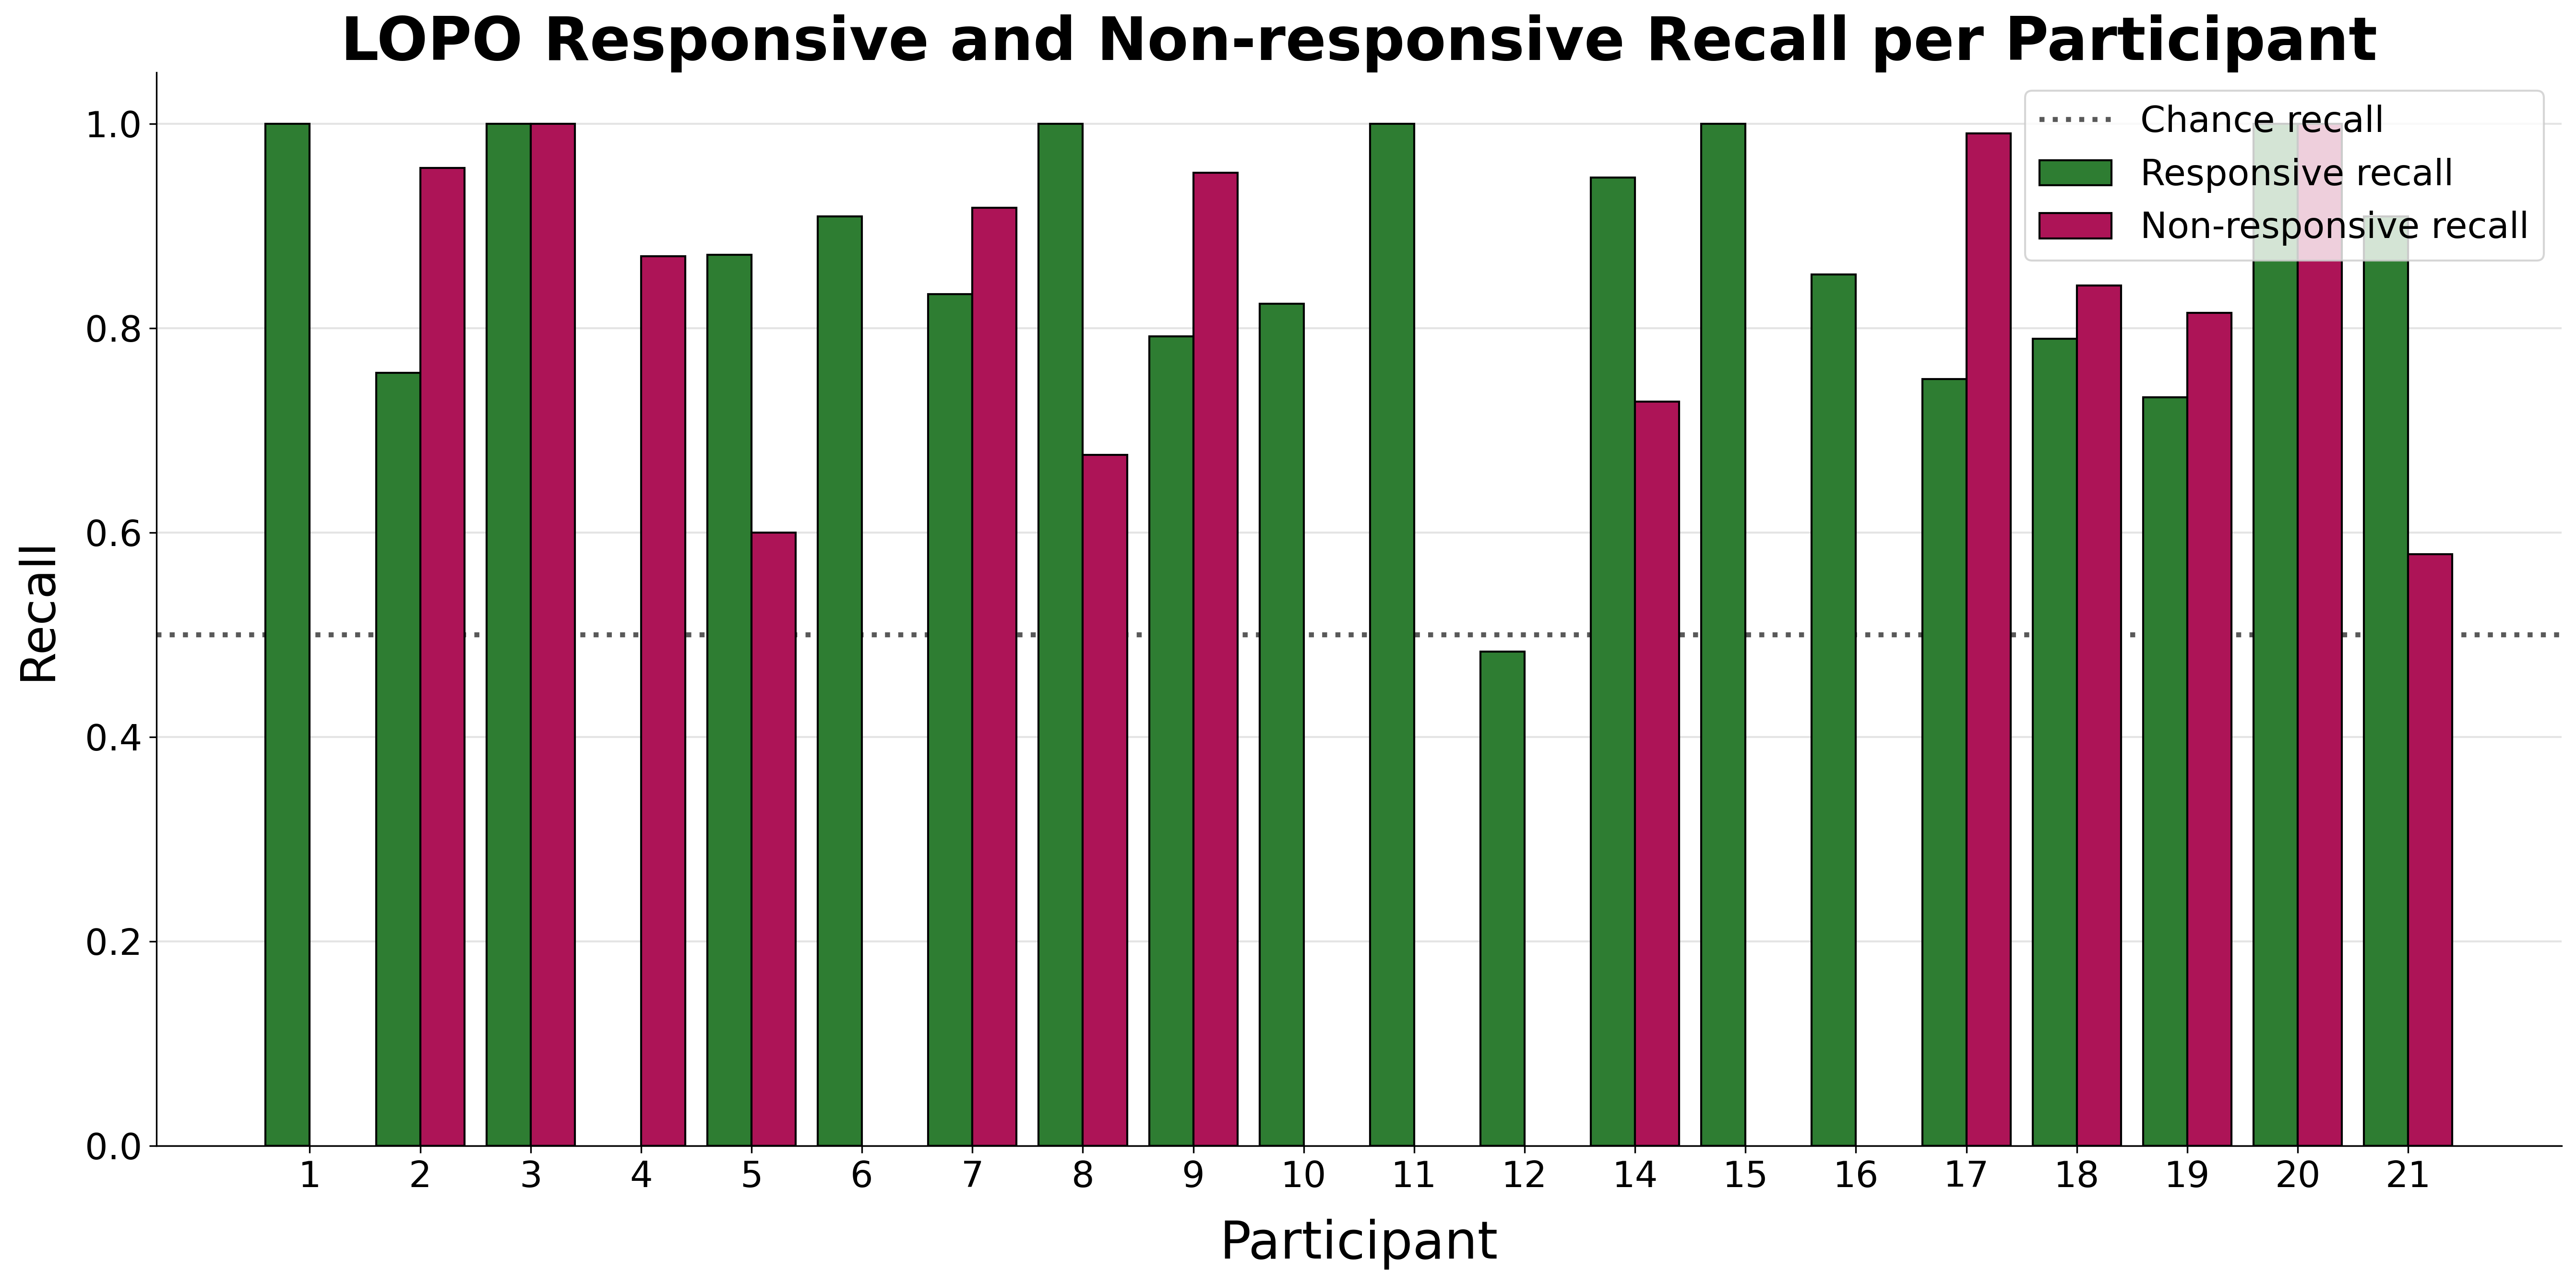 LOPO Responsive and Non-responsive Recall per Participant
Chance recall
Responsive recall
Non-responsive recall
Recall
1.0
0.8
0.6
0.4
0.2
0.0
1 2 3 4 5 6 7 8 9 10 11 12 14 15 16 17 18 19 20 21
Participant